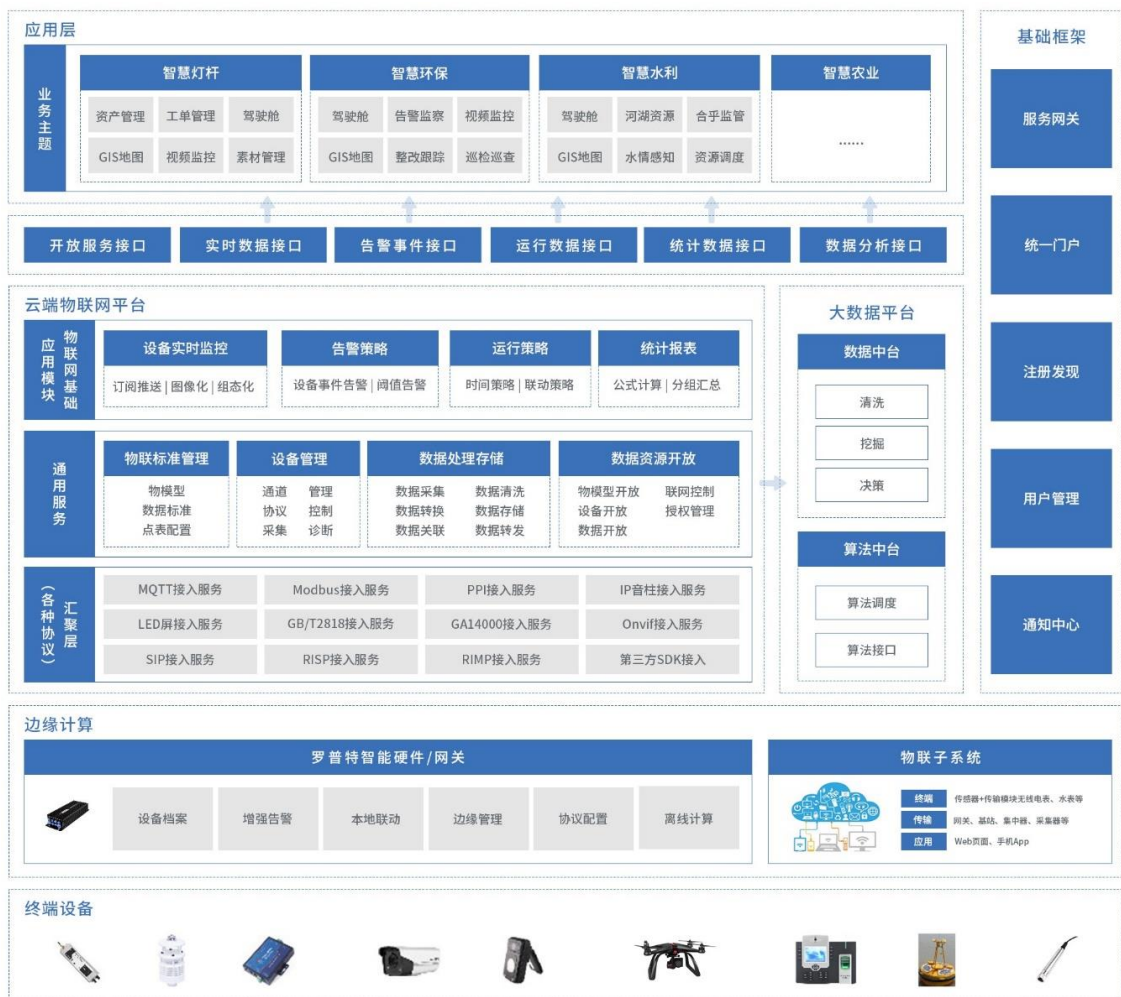 应用层
业务主题
智慧灯杆
资产管理 工单管理 驾驶舱
GIS地图 视频监控 素材管理
智慧环保
驾驶舱 告警监察 视频监控
GIS地图 整改跟踪 巡检巡查
智慧水利
驾驶舱 河湖资源 合乎监管
GIS地图 水情感知 资源调度
智慧农业
......
开放服务接口 实时数据接口 告警事件接口 运行数据接口 统计数据接口 数据分析接口
云端物联网平台
物联网基础
应用模块
设备实时监控
订阅推送 | 图像化 | 组态化
告警策略
设备事件告警 | 阈值告警
运行策略
时间策略 | 联动策略
统计报表
公式计算 | 分组汇总
通用服务
物联标准管理
物模型
数据标准
点表配置
设备管理
通道 管理
协议 控制
采集 诊断
数据处理存储
数据采集 数据清洗
数据转换 数据存储
数据关联 数据转发
数据资源开放
物模型开放 联网控制
设备开放 授权管理
数据开放
汇聚层
（各种协议）
MQTT接入服务 Modbus接入服务 PPI接入服务 IP音柱接入服务
LED屏接入服务 GB/T2818接入服务 GA14000接入服务 Onvif接入服务
SIP接入服务 RISP接入服务 RIMP接入服务 第三方SDK接入
大数据平台
数据中台
清洗
挖掘
决策
算法中台
算法调度
算法接口
基础框架
服务网关
统一门户
注册发现
用户管理
通知中心
边缘计算
罗普特智能硬件/网关
设备档案 增强告警 本地联动 边缘管理 协议配置 离线计算
物联子系统
终端 传感器+传输模块无线电表、水表等
传输 网关、基站、集中器、采集器等
应用 Web页面、手机App
终端设备